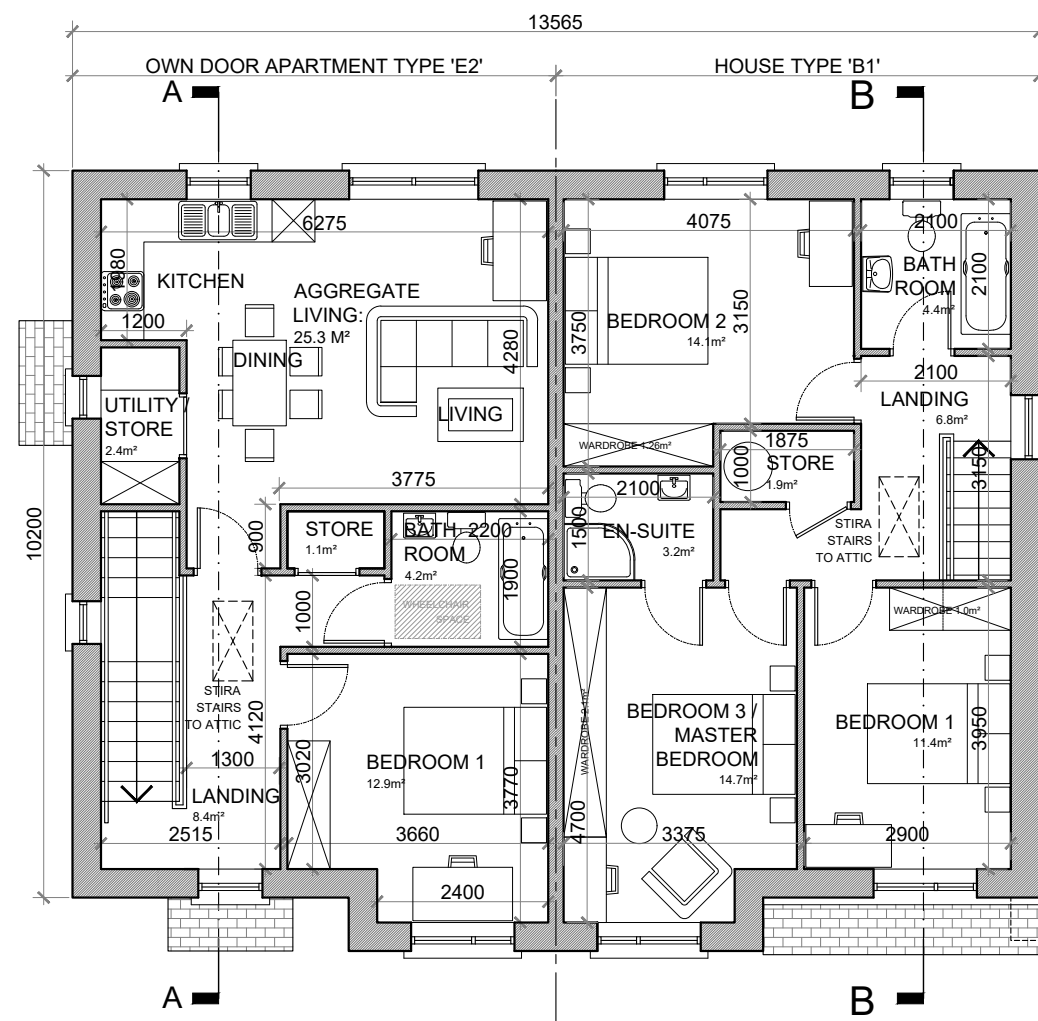 13565
OWN DOOR APARTMENT TYPE 'E2'
HOUSE TYPE 'B1'
A
B
10200
6275
1980
KITCHEN
1200
AGGREGATE
LIVING:
25.3 M²
DINING
4280
LIVING
UTILITY /
STORE
2.4m²
3775
900
STORE
1.1m²
BATH
ROOM
4.2m²
2200
1900
WHEELCHAIR
SPACE
1000
STIRA
STAIRS
TO ATTIC
4120
1300
LANDING
8.4m²
2515
3020
BEDROOM 1
12.9m²
3770
3660
2400
4075
3750
BEDROOM 2
14.1m²
3150
WARDROBE 1.26m²
2100
BATH
ROOM
4.4m²
2100
2100
LANDING
6.8m²
3150
1875
1000
STORE
1.9m²
STIRA
STAIRS
TO ATTIC
2100
1500
EN-SUITE
3.2m²
WARDROBE 2.1m²
BEDROOM 3 /
MASTER
BEDROOM
14.7m²
4700
3375
WARDROBE 1.0m²
BEDROOM 1
11.4m²
3950
2900
A
B